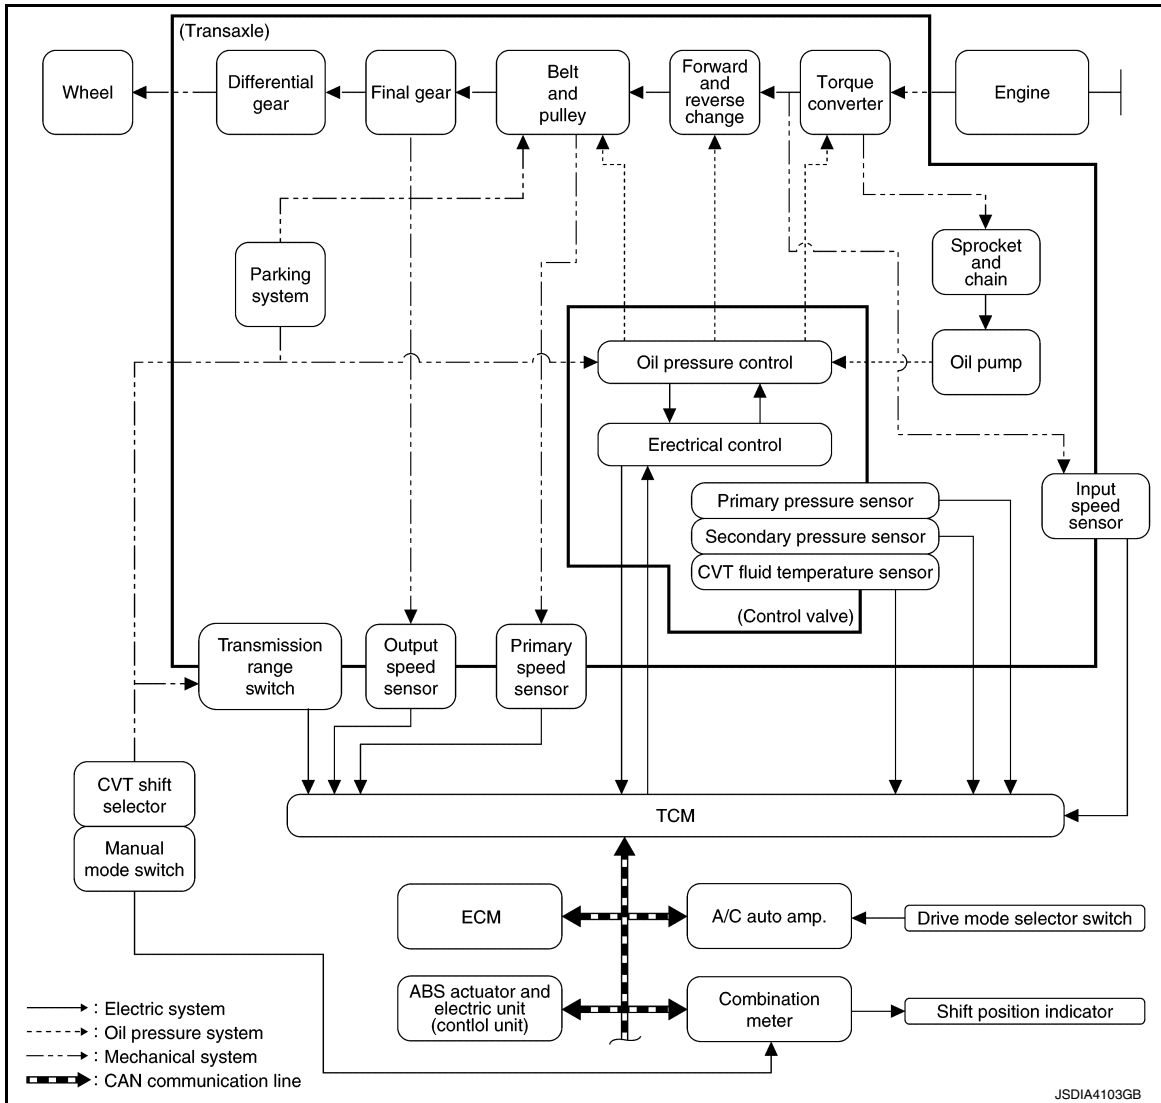 (Transaxle)
Wheel
Differential
gear
Final gear
Belt
and
pulley
Forward
and
reverse
change
Torque
converter
Engine
Parking
system
Sprocket
and
chain
Oil pressure control
Oil pump
Erectrical control
Primary pressure sensor
Secondary pressure sensor
CVT fluid temperature sensor
Input
speed
sensor
(Control valve)
Transmission
range
switch
Output
speed
sensor
Primary
speed
sensor
CVT shift
selector
Manual
mode switch
TCM
ECM
A/C auto amp.
Drive mode selector switch
ABS actuator and
electric unit
(contlol unit)
Combination
meter
Shift position indicator
: Electric system
: Oil pressure system
: Mechanical system
: CAN communication line
JSDIA4103GB